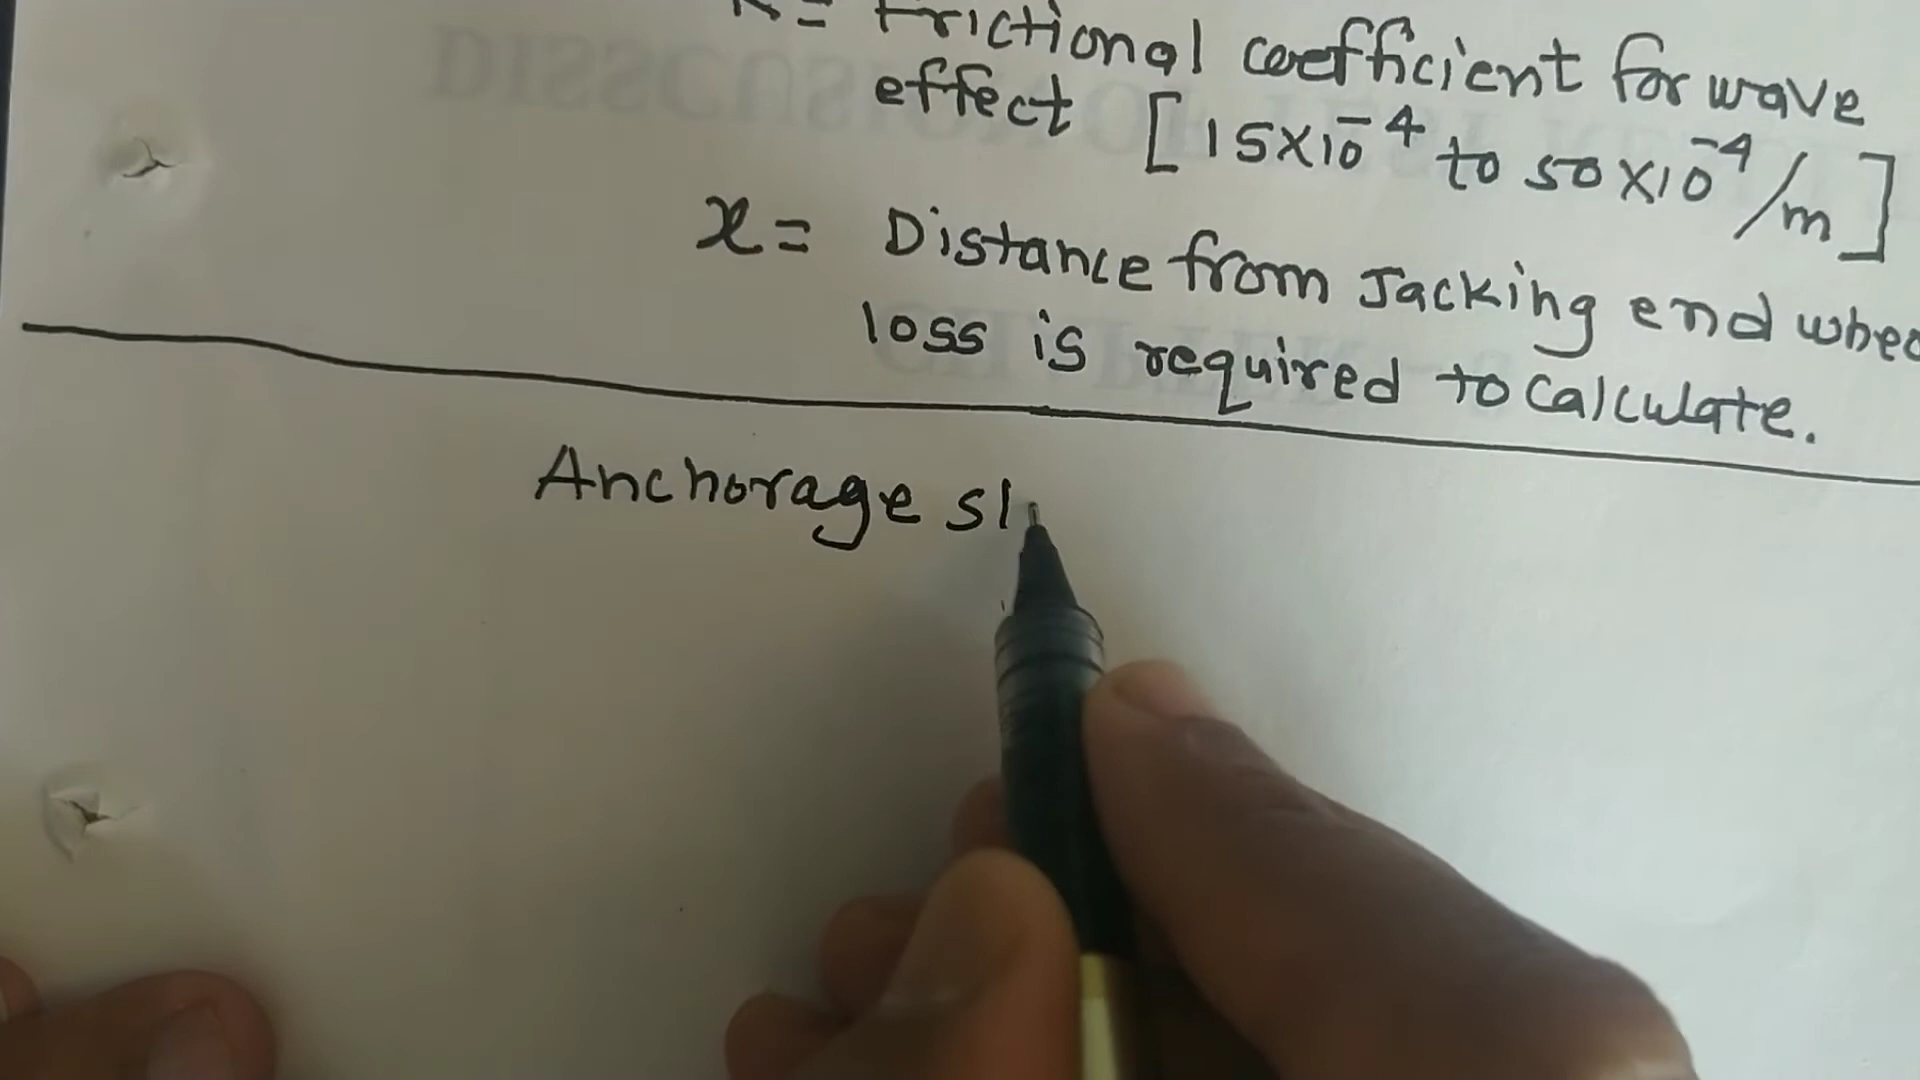 K = Frictional coefficient for wave
effect [15×10⁻⁴ to 50×10⁻⁴/m]
x = Distance from Jacking end whec
loss is required to calculate.
Anchorage sl